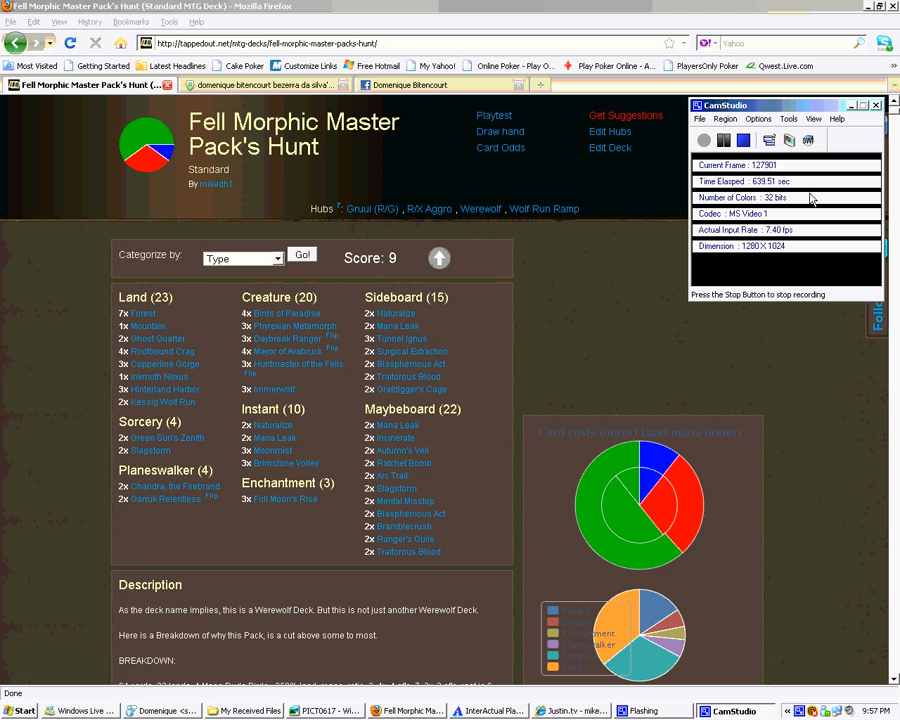 Fell Morphic Master Pack's Hunt (Standard MTG Deck) - Mozilla Firefox
File Edit View History Bookmarks Tools Help
http://tappedout.net/mtg-decks/fell-morphic-master-packs-hunt/
Yahoo
Most Visited Getting Started Latest Headlines Cake Poker Customize Links Free Hotmail My Yahoo! Online Poker - Play O... Play Poker Online - A... PlayersOnly Poker Qwest.Live.com
Fell Morphic Master Pack's Hunt (... domenique bitencourt bezerra da silva'... Domenique Bitencourt
Fell Morphic Master
Pack's Hunt
Standard
By mikedh1
Playtest
Draw hand
Card Odds
Get Suggestions
Edit Hubs
Edit Deck
Hubs ?: Gruul (R/G) , R/X Aggro , Werewolf , Wolf Run Ramp
CamStudio
File Region Options Tools View Help
Current Frame : 127901
Time Elasped : 639.51 sec
Number of Colors : 32 bits
Codec : MS Video 1
Actual Input Rate : 7.40 fps
Dimension : 1280 X 1024
Press the Stop Button to stop recording
Categorize by: Type Go! Score: 9
Land (23)
7x Forest
1x Mountain
2x Ghost Quarter
4x Rootbound Crag
3x Copperline Gorge
1x Inkmoth Nexus
3x Hinterland Harbor
2x Kessig Wolf Run
Sorcery (4)
2x Green Sun's Zenith
2x Slagstorm
Planeswalker (4)
2x Chandra, the Firebrand
2x Garruk Relentless Flip
Creature (20)
4x Birds of Paradise
3x Phyrexian Metamorph
3x Daybreak Ranger Flip
4x Mayor of Avabruck Flip
3x Huntmaster of the Fells
Flip
3x Immerwolf
Instant (10)
2x Naturalize
2x Mana Leak
3x Moonmist
3x Brimstone Volley
Enchantment (3)
3x Full Moon's Rise
Sideboard (15)
2x Naturalize
2x Mana Leak
3x Tunnel Ignus
2x Surgical Extraction
2x Blasphemous Act
2x Traitorous Blood
2x Grafdigger's Cage
Maybeboard (22)
2x Mana Leak
2x Incinerate
2x Autumn's Veil
2x Ratchet Bomb
2x Arc Trail
2x Slagstorm
2x Mental Misstep
2x Blasphemous Act
2x Bramblecrush
2x Ranger's Guile
2x Traitorous Blood
Card costs (outer) Land mana (inner)
Instant
Sorcery
Enchantment
Planeswalker
Creature
Land
Description
As the deck name implies, this is a Werewolf Deck. But this is not just another Werewolf Deck.
Here is a Breakdown of why this Pack, is a cut above some to most.
BREAKDOWN:
Done
Start Windows Live ... Domenique <s... My Received Files PICT0617 - Win... Fell Morphic Ma... InterActual Pla... Justin.tv - mike... Flashing CamStudio 9:57 PM